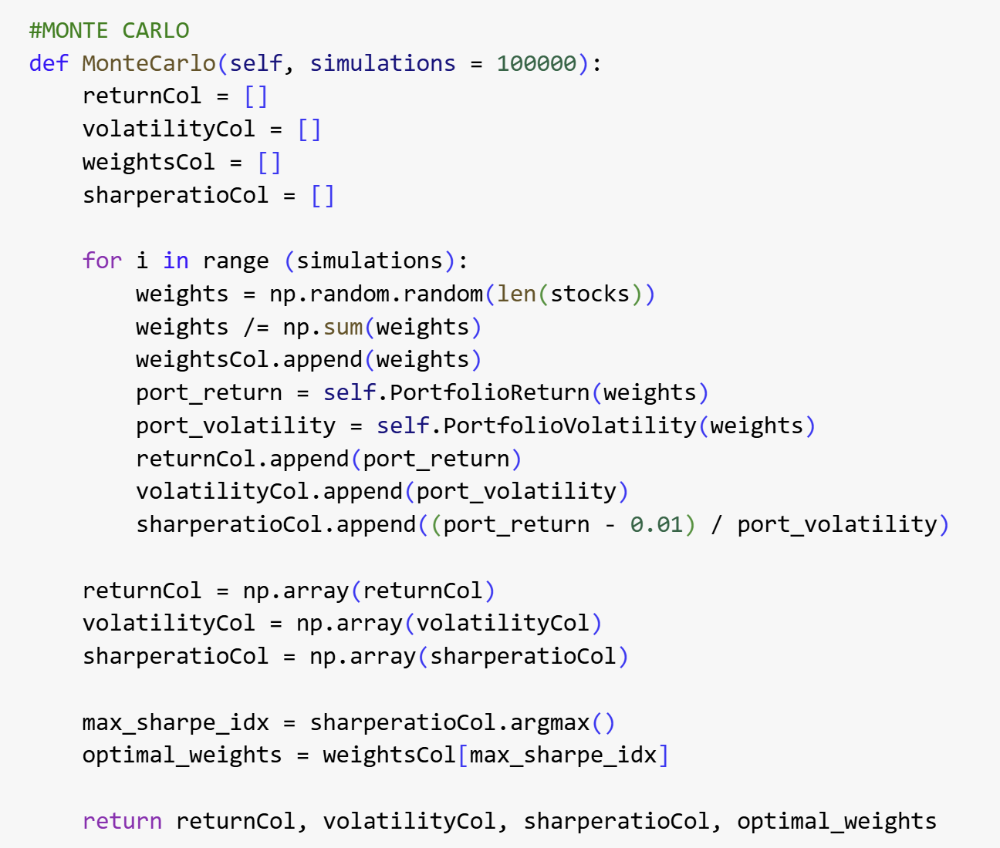 #MONTE CARLO
def MonteCarlo(self, simulations = 100000):
    returnCol = []
    volatilityCol = []
    weightsCol = []
    sharperatioCol = []

    for i in range (simulations):
        weights = np.random.random(len(stocks))
        weights /= np.sum(weights)
        weightsCol.append(weights)
        port_return = self.PortfolioReturn(weights)
        port_volatility = self.PortfolioVolatility(weights)
        returnCol.append(port_return)
        volatilityCol.append(port_volatility)
        sharperatioCol.append((port_return - 0.01) / port_volatility)

    returnCol = np.array(returnCol)
    volatilityCol = np.array(volatilityCol)
    sharperatioCol = np.array(sharperatioCol)

    max_sharpe_idx = sharperatioCol.argmax()
    optimal_weights = weightsCol[max_sharpe_idx]

    return returnCol, volatilityCol, sharperatioCol, optimal_weights